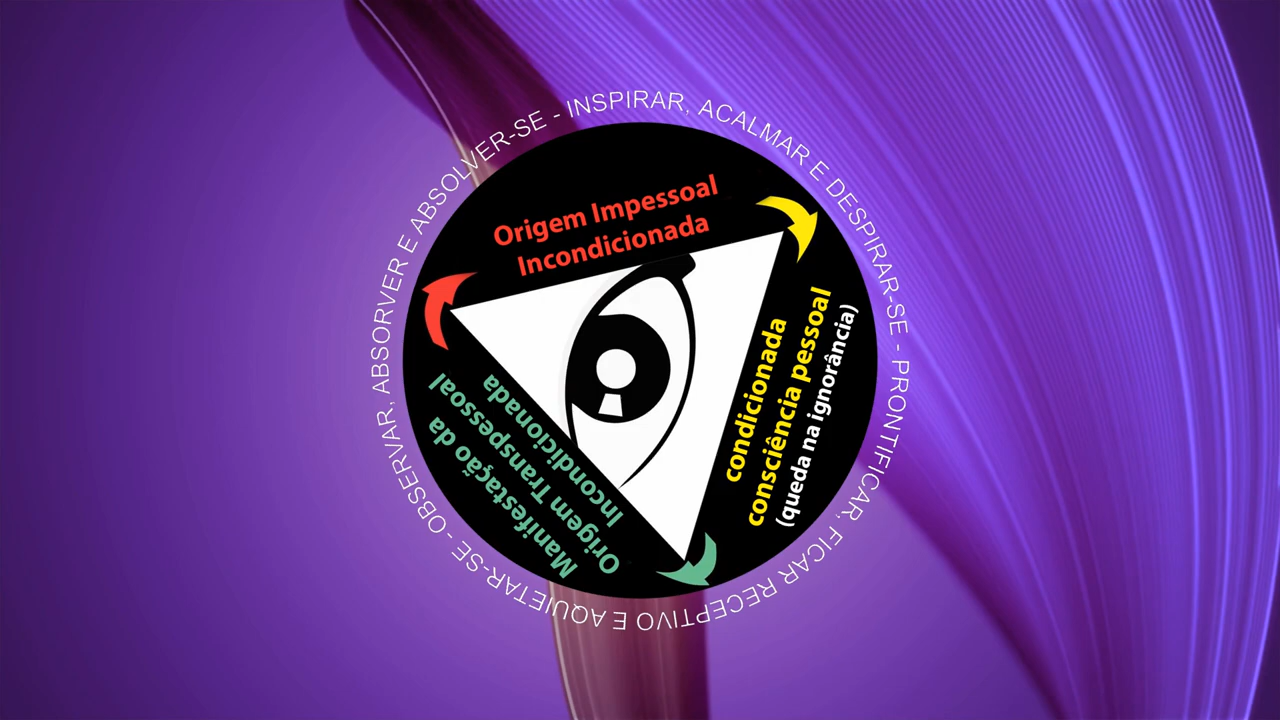 INSPIRAR, ACALMAR E DESPIRAR-SE - PRONTIFICAR, FICAR RECEPTIVO E AQUIETAR-SE - OBSERVAR, ABSORVER E ABSOLVER-SE -
Origem Impessoal
Incondicionada
condicionada
consciência pessoal
(queda na ignorância)
Manifestação da
Origem Transpessoal
Incondicionada